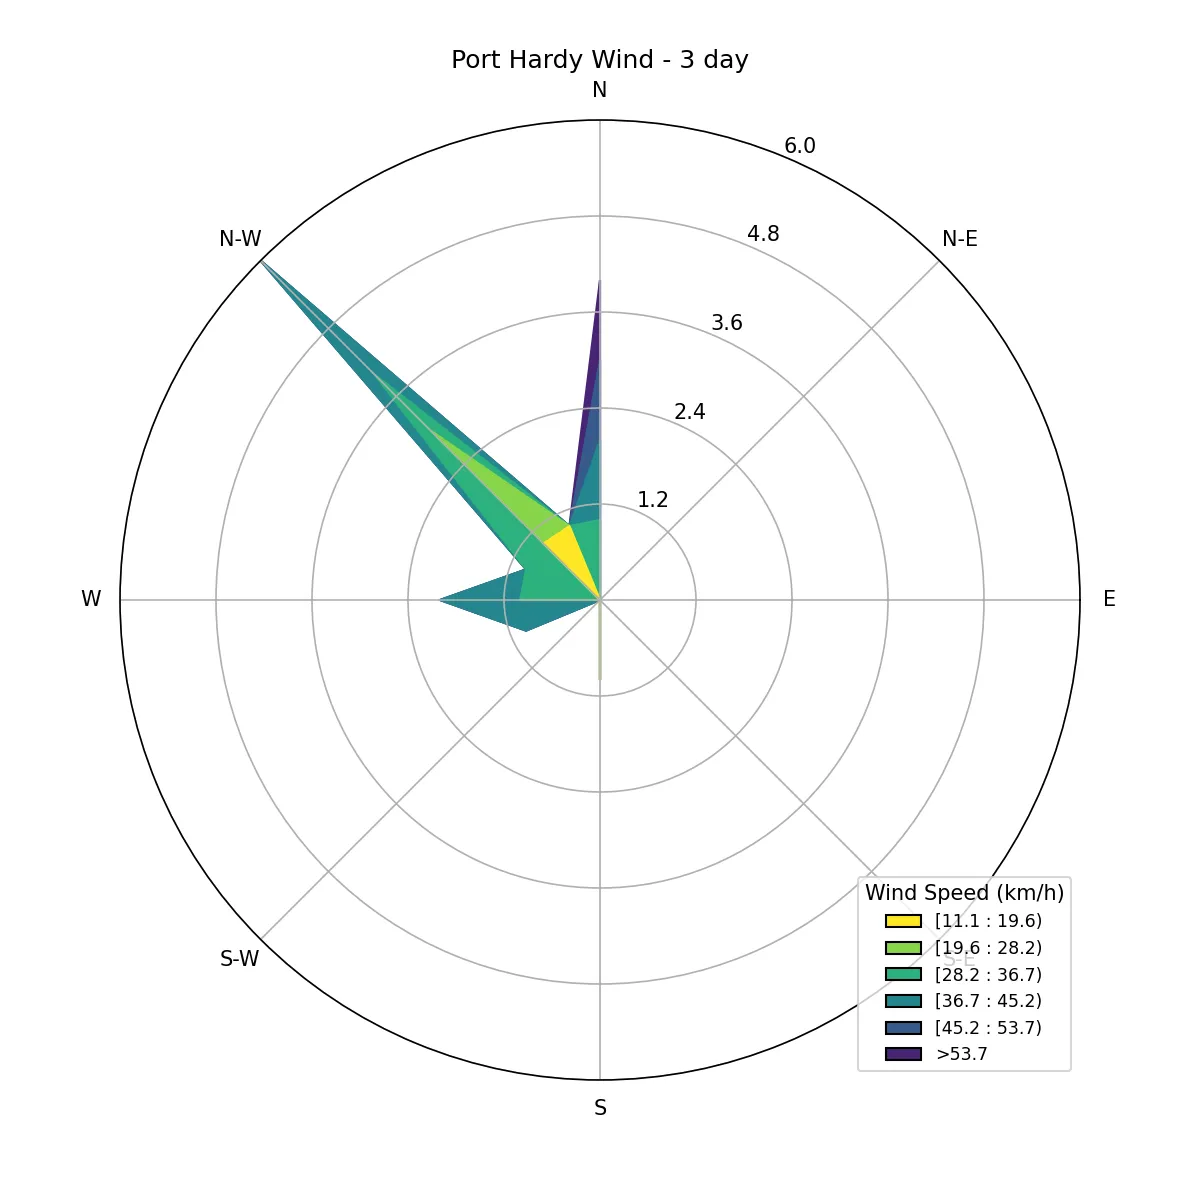 Port Hardy Wind - 3 day
N
6.0
4.8
N-W
N-E
3.6
2.4
1.2
W
E
Wind Speed (km/h)
[11.1 : 19.6)
[19.6 : 28.2)
S-W
S-E
[28.2 : 36.7)
[36.7 : 45.2)
[45.2 : 53.7)
>53.7
S